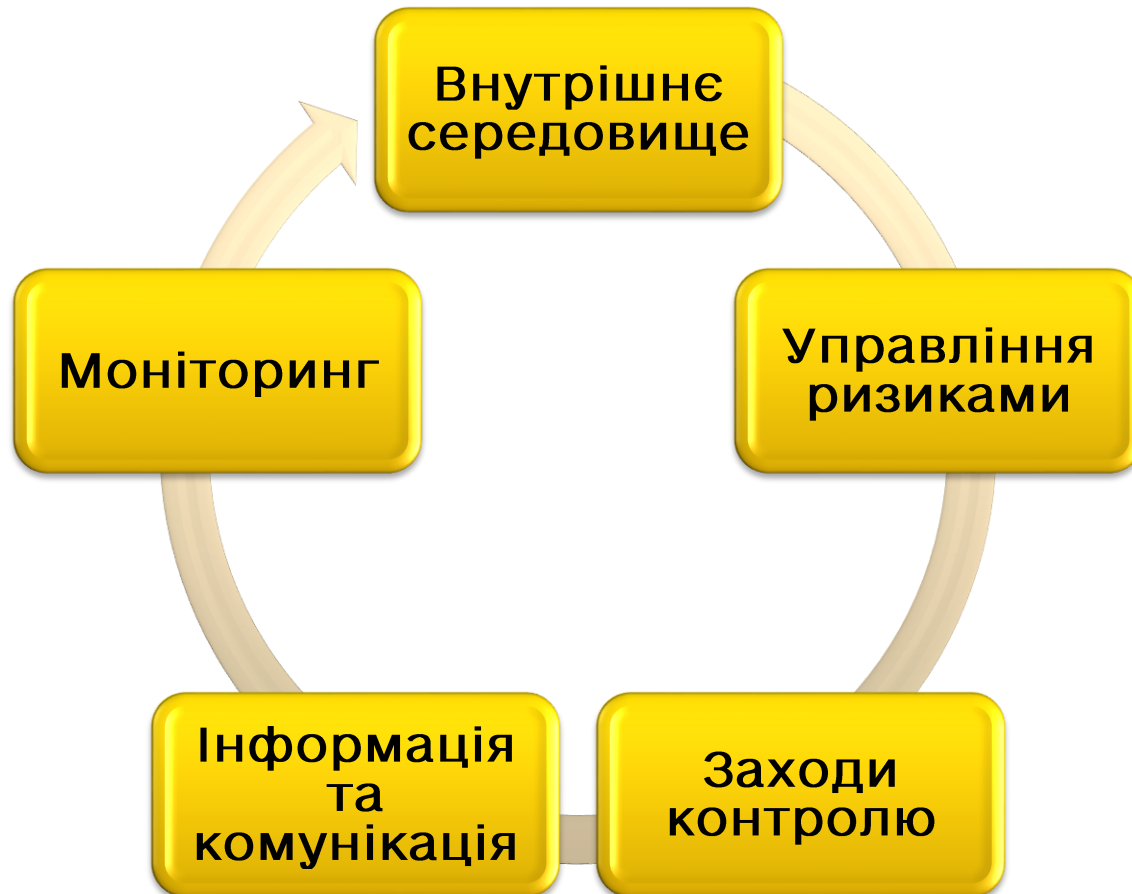 Внутрішнє
середовище
Управління
ризиками
Заходи
контролю
Інформація
та
комунікація
Моніторинг